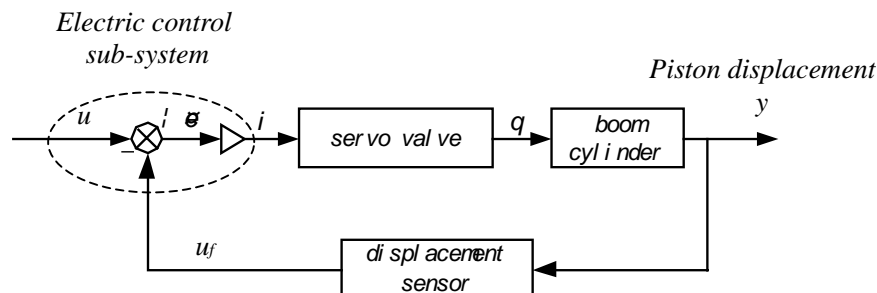 Electric control
sub-system
Piston displacement
y
u
i
servo valve
q
boom
cylinder
−
u_f
displacement
sensor